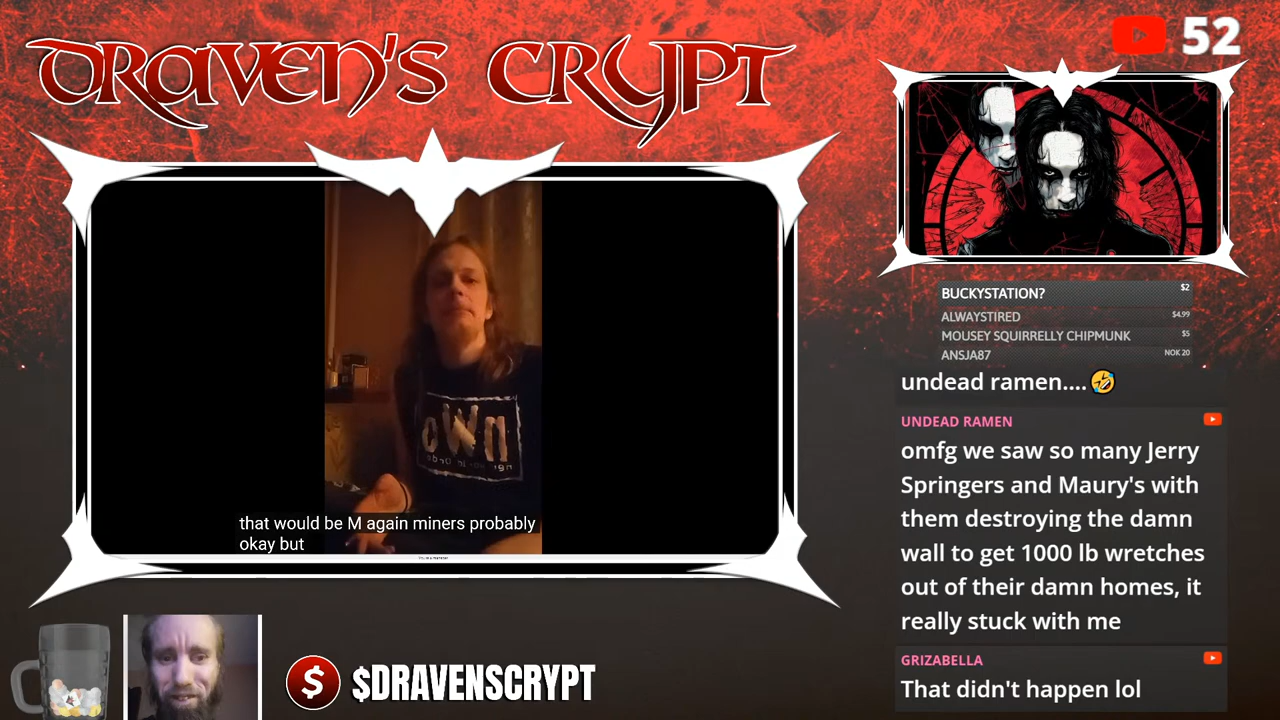 DRAVEN'S CRYPT
52
oWn
that would be M again miners probably
okay but
$ $DRAVENSCRYPT
BUCKYSTATION? $2
ALWAYSTIRED $4.99
MOUSEY SQUIRRELLY CHIPMUNK $5
ANSJA87 NOK 20
undead ramen....🤣
UNDEAD RAMEN
omfg we saw so many Jerry
Springers and Maury's with
them destroying the damn
wall to get 1000 lb wretches
out of their damn homes, it
really stuck with me
GRIZABELLA
That didn't happen lol